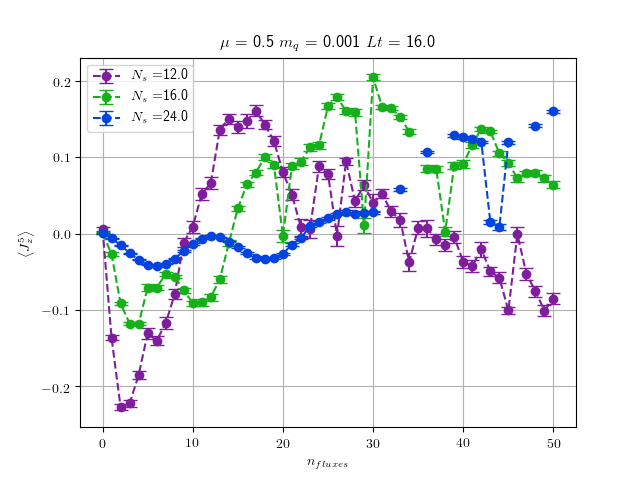 μ = 0.5 m_q = 0.001 Lt = 16.0
N_s =12.0
N_s =16.0
N_s =24.0
0.2
0.1
0.0
−0.1
−0.2
⟨J_z^5⟩
0 10 20 30 40 50
n_fluxes